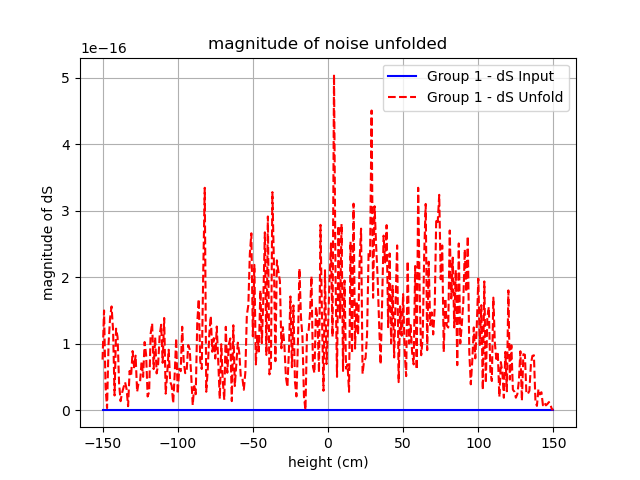 magnitude of noise unfolded
1e−16
Group 1 - dS Input
Group 1 - dS Unfold
5
4
3
2
1
0
magnitude of dS
−150
−100
−50
0
50
100
150
height (cm)